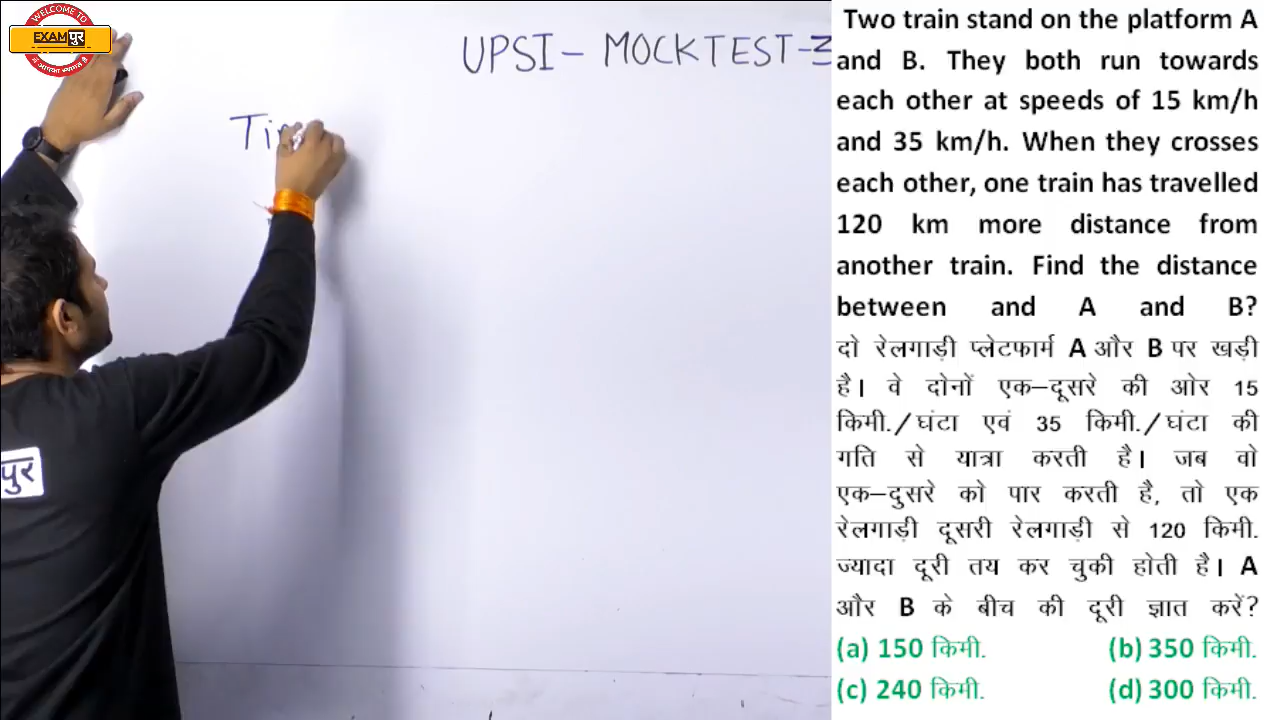 WELCOME TO
EXAMपुर
UPSI- MOCKTEST-3
Ti
पुर
Two train stand on the platform A
and B. They both run towards
each other at speeds of 15 km/h
and 35 km/h. When they crosses
each other, one train has travelled
120 km more distance from
another train. Find the distance
between and A and B?
दो रेलगाड़ी प्लेटफार्म A और B पर खड़ी
है। वे दोनों एक–दूसरे की ओर 15
किमी./घंटा एवं 35 किमी./घंटा की
गति से यात्रा करती है। जब वो
एक–दुसरे को पार करती है, तो एक
रेलगाड़ी दूसरी रेलगाड़ी से 120 किमी.
ज्यादा दूरी तय कर चुकी होती है। A
और B के बीच की दूरी ज्ञात करें?
(a) 150 किमी. (b) 350 किमी.
(c) 240 किमी. (d) 300 किमी.